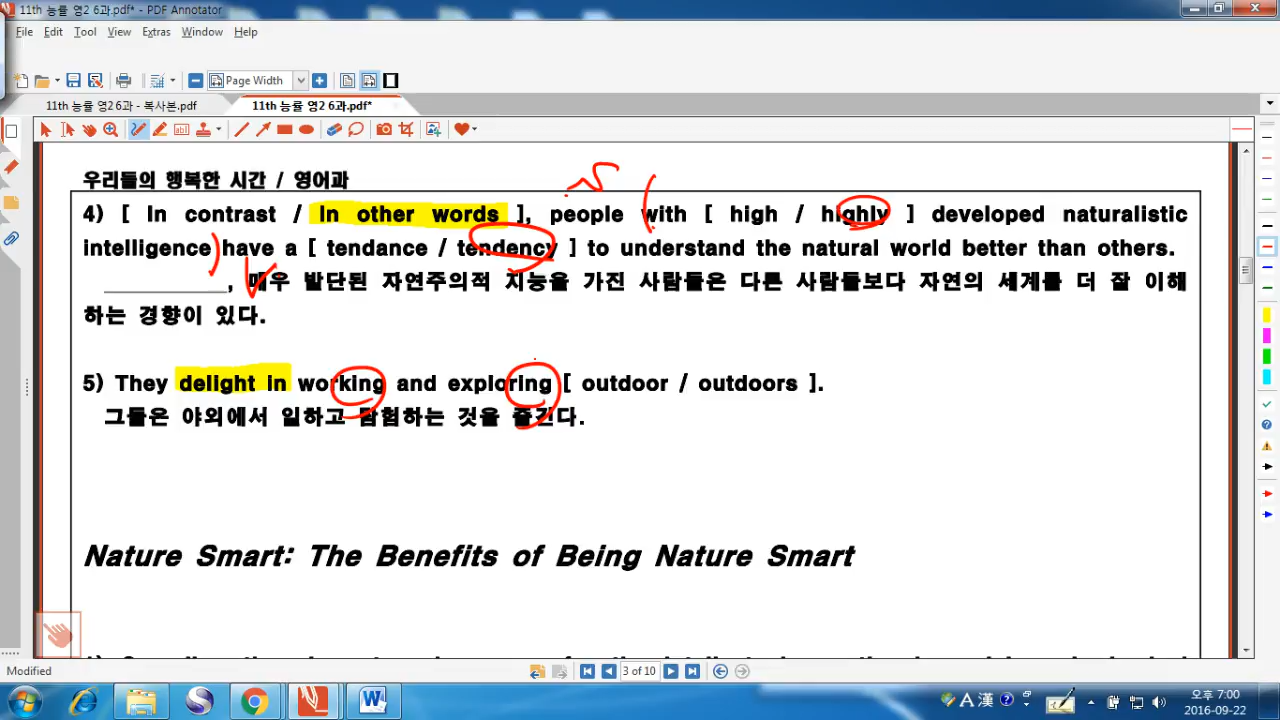 11th 능률 영2 6과.pdf* - PDF Annotator
File Edit Tool View Extras Window Help
Page Width
11th 능률 영2 6과 - 복사본.pdf
11th 능률 영2 6과.pdf*
우리들의 행복한 시간 / 영어과
4) [ In contrast / In other words ], people with [ high / highly ] developed naturalistic
intelligence have a [ tendance / tendency ] to understand the natural world better than others.
__________, 매우 발단된 자연주의적 지능을 가진 사람들은 다른 사람들보다 자연의 세계를 더 잘 이해
하는 경향이 있다.
5) They delight in working and exploring [ outdoor / outdoors ].
그들은 야외에서 일하고 탐험하는 것을 즐긴다.
Nature Smart: The Benefits of Being Nature Smart
Modified
3 of 10
A 漢
오후 7:00
2016-09-22